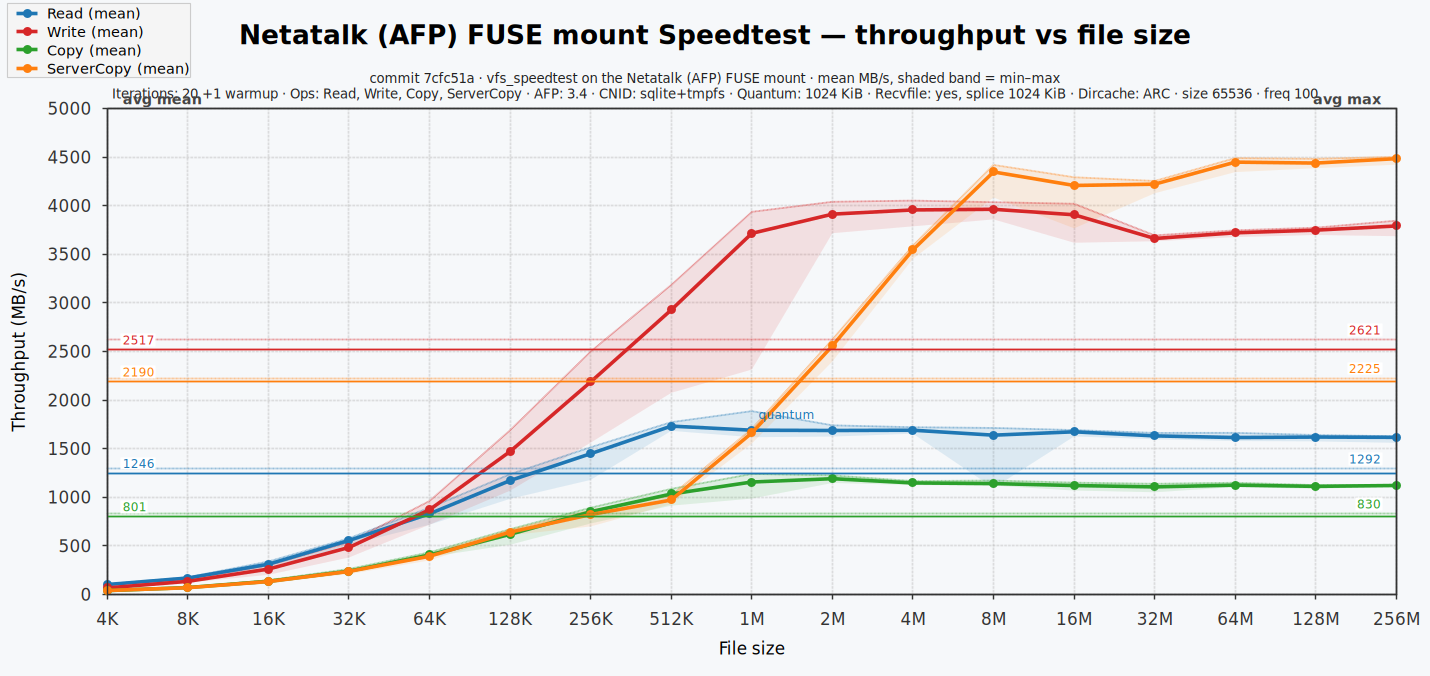 Read (mean)
Write (mean)
Copy (mean)
ServerCopy (mean)
Netatalk (AFP) FUSE mount Speedtest — throughput vs file size
commit 7cfc51a · vfs_speedtest on the Netatalk (AFP) FUSE mount · mean MB/s, shaded band = min–max
Iterations: 20 +1 warmup · Ops: Read, Write, Copy, ServerCopy · AFP: 3.4 · CNID: sqlite+tmpfs · Quantum: 1024 KiB · Recvfile: yes, splice 1024 KiB · Dircache: ARC · size 65536 · freq 100
avg mean
avg max
5000
4500
4000
3500
3000
2500
2000
1500
1000
500
0
Throughput (MB/s)
2517
2621
2190
2225
quantum
1246
1292
801
830
4K
8K
16K
32K
64K
128K
256K
512K
1M
2M
4M
8M
16M
32M
64M
128M
256M
File size